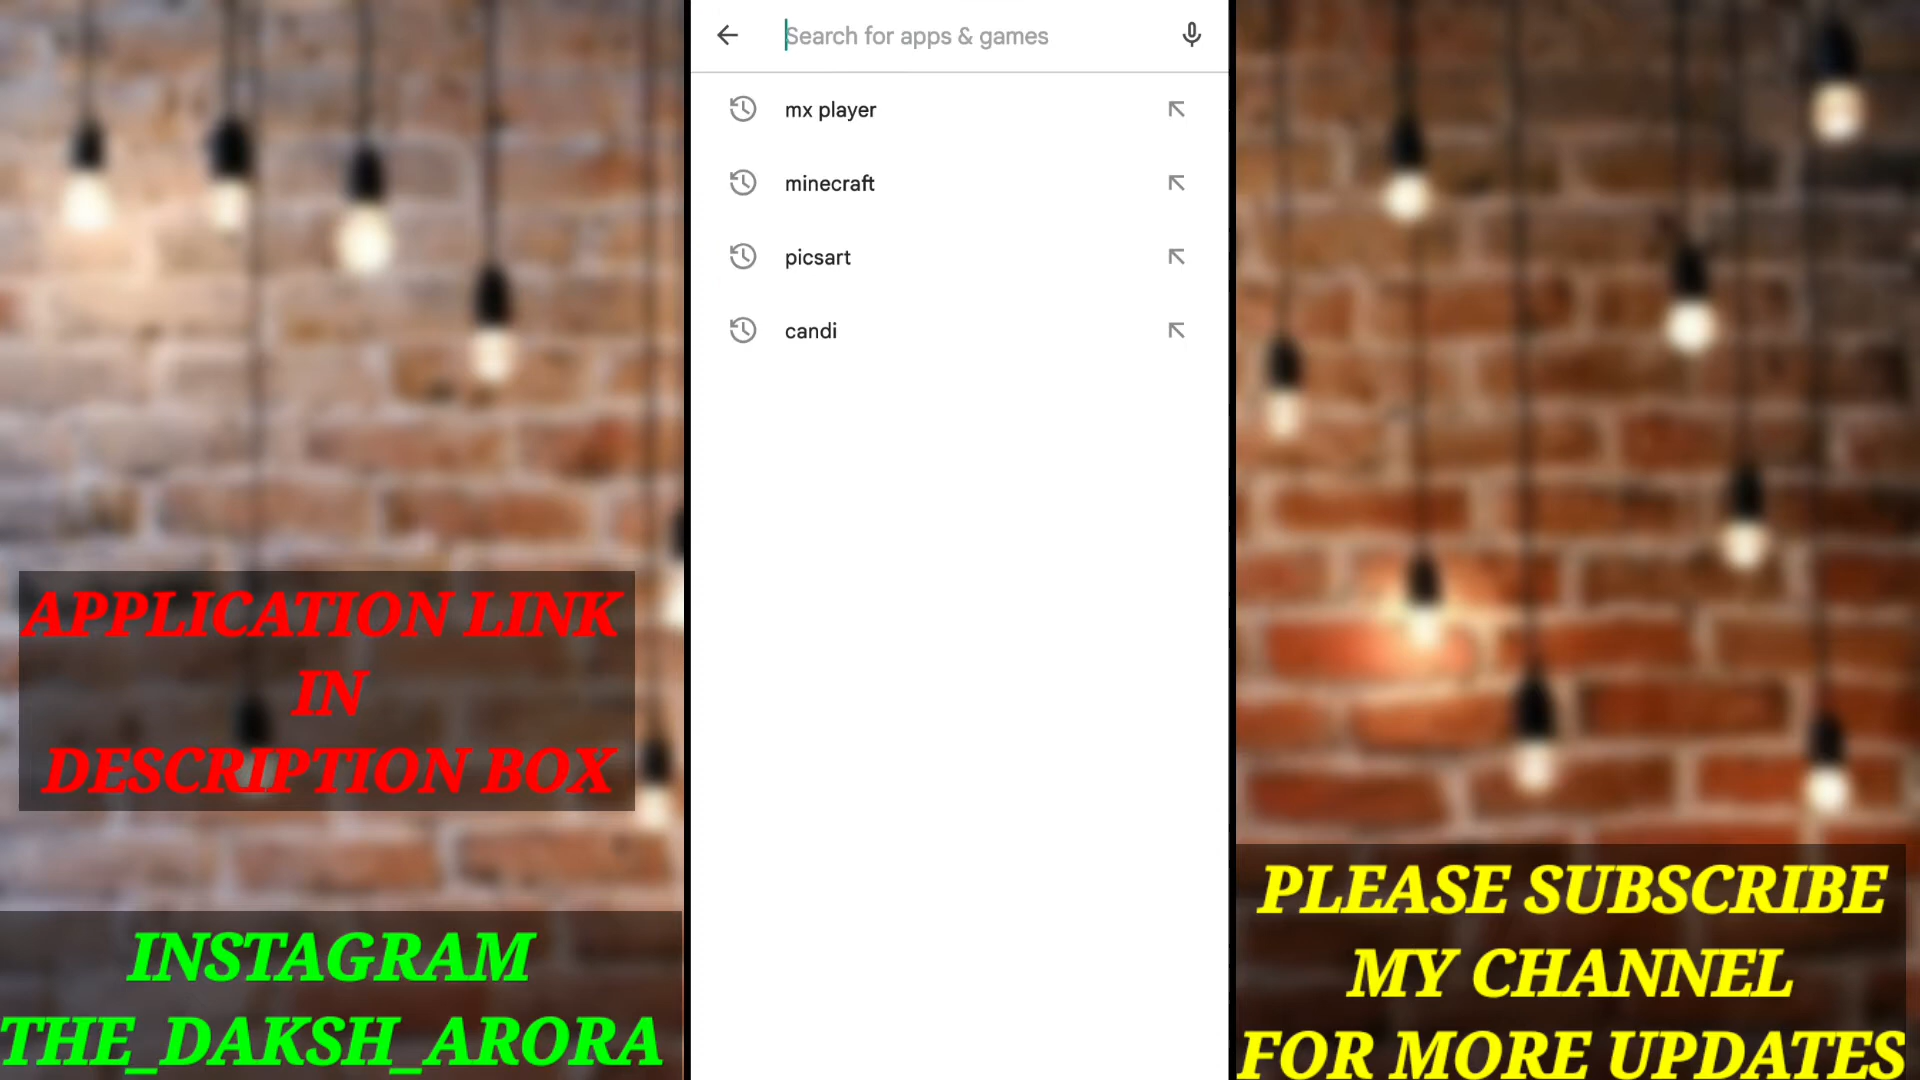 Search for apps & games
mx player
minecraft
picsart
candi
APPLICATION LINK
IN
DESCRIPTION BOX
INSTAGRAM
THE_DAKSH_ARORA
PLEASE SUBSCRIBE
MY CHANNEL
FOR MORE UPDATES